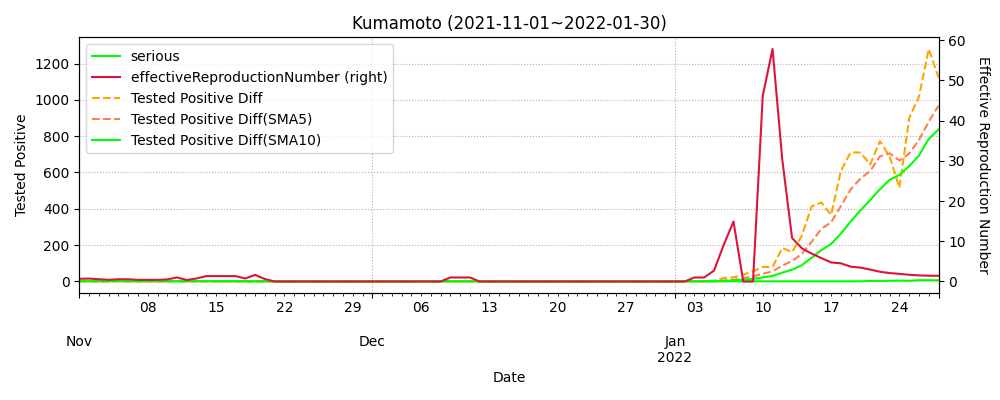 Kumamoto (2021-11-01~2022-01-30)
serious
effectiveReproductionNumber (right)
Tested Positive Diff
Tested Positive Diff(SMA5)
Tested Positive Diff(SMA10)
Tested Positive
1200
1000
800
600
400
200
0
60
50
40
30
20
10
0
Effective Reproduction Number
08 15 22 29 06 13 20 27 03 10 17 24
Nov Dec Jan
2022
Date